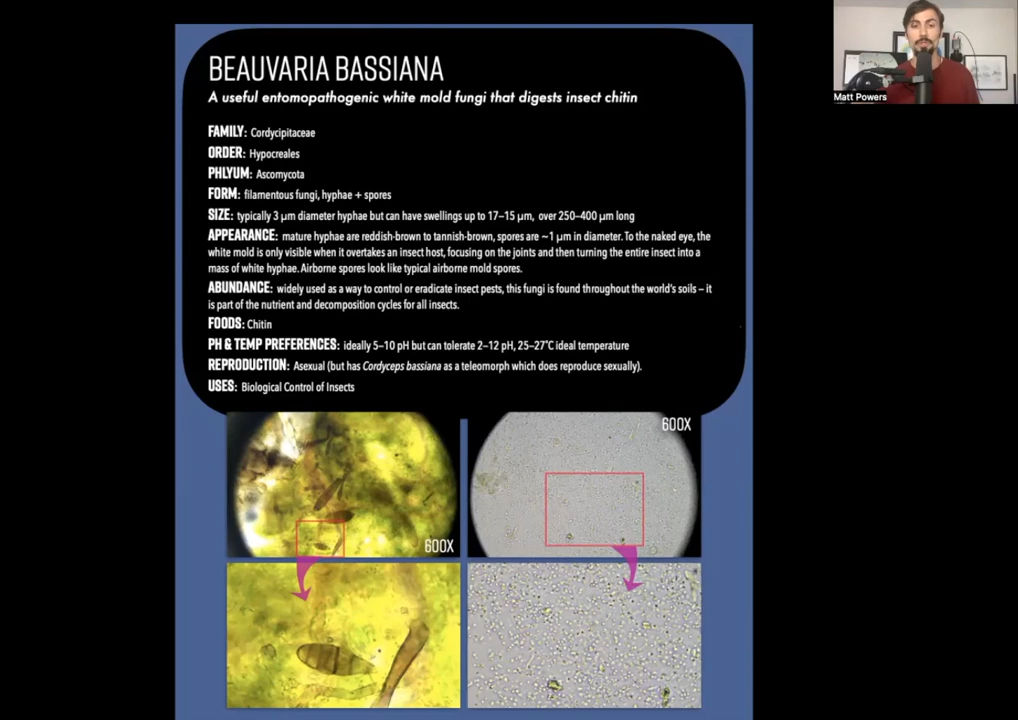 BEAUVARIA BASSIANA
A useful entomopathogenic white mold fungi that digests insect chitin
FAMILY: Cordycipitaceae
ORDER: Hypocreales
PHLYUM: Ascomycota
FORM: filamentous fungi, hyphae + spores
SIZE: typically 3 µm diameter hyphae but can have swellings up to 17–15 µm, over 250–400 µm long
APPEARANCE: mature hyphae are reddish-brown to tannish-brown, spores are ~1 µm in diameter. To the naked eye, the
white mold is only visible when it overtakes an insect host, focusing on the joints and then turning the entire insect into a
mass of white hyphae. Airborne spores look like typical airborne mold spores.
ABUNDANCE: widely used as a way to control or eradicate insect pests, this fungi is found throughout the world's soils – it
is part of the nutrient and decomposition cycles for all insects.
FOODS: Chitin
PH & TEMP PREFERENCES: ideally 5–10 pH but can tolerate 2–12 pH, 25–27˚C ideal temperature
REPRODUCTION: Asexual (but has Cordyceps bassiana as a teleomorph which does reproduce sexually).
USES: Biological Control of Insects
600X
600X
Matt Powers